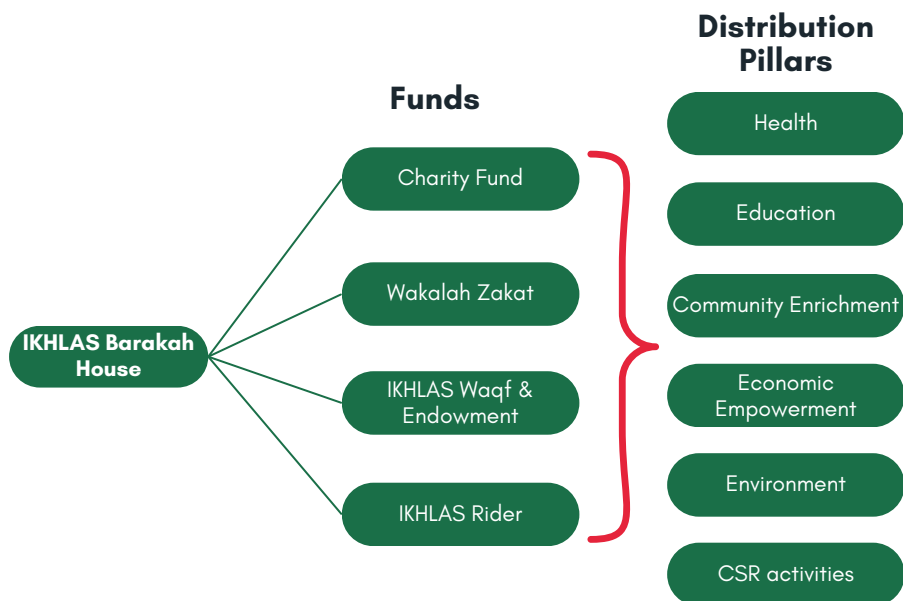 Distribution
Pillars
Funds
Health
Charity Fund
Education
Wakalah Zakat
Community Enrichment
IKHLAS Barakah
House
IKHLAS Waqf &
Endowment
Economic
Empowerment
IKHLAS Rider
Environment
CSR activities